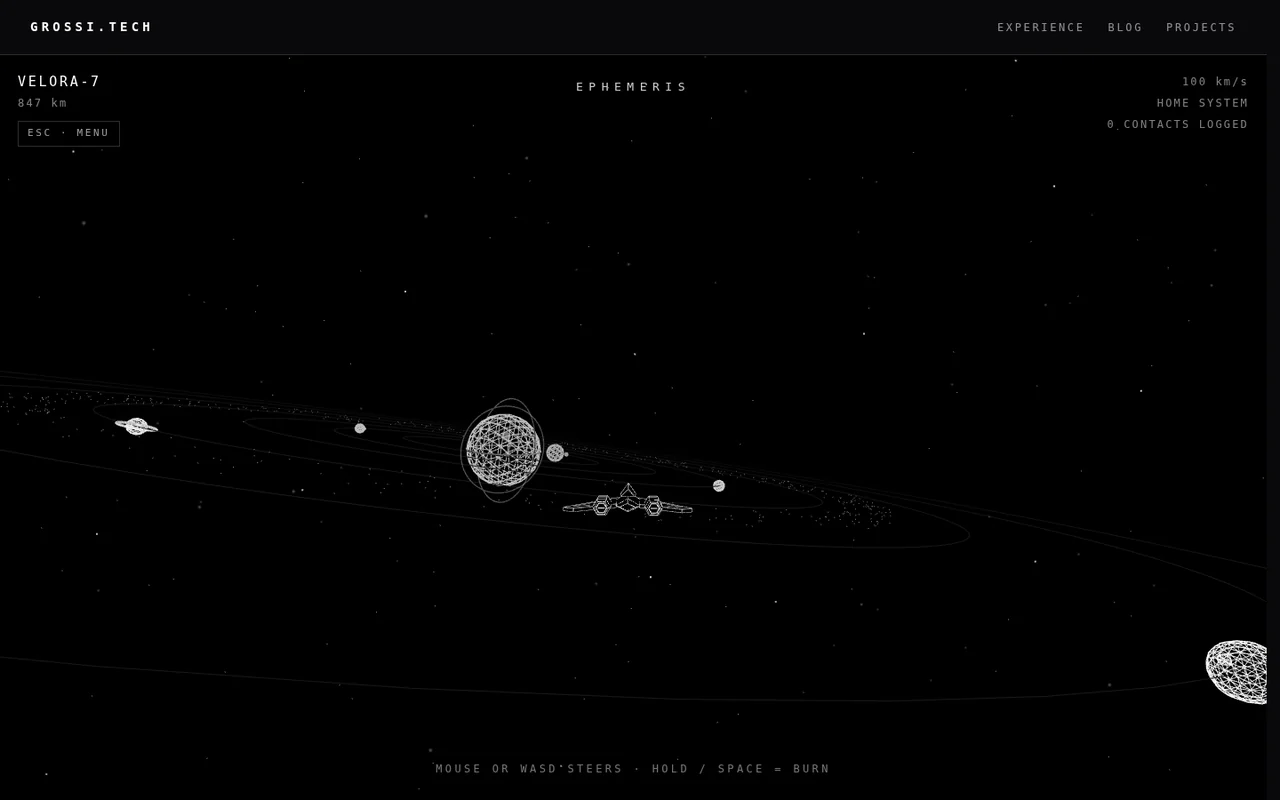 GROSSI.TECH
EXPERIENCE BLOG PROJECTS
VELORA-7
847 km
ESC · MENU
EPHEMERIS
100 km/s
HOME SYSTEM
0 CONTACTS LOGGED
MOUSE OR WASD STEERS · HOLD / SPACE = BURN